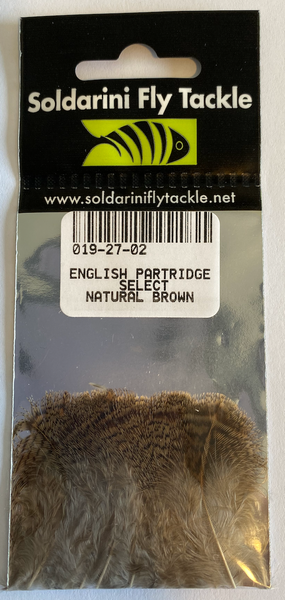 Soldarini Fly Tackle
www.soldariniflytackle.net
019-27-02
ENGLISH PARTRIDGE
SELECT
NATURAL BROWN